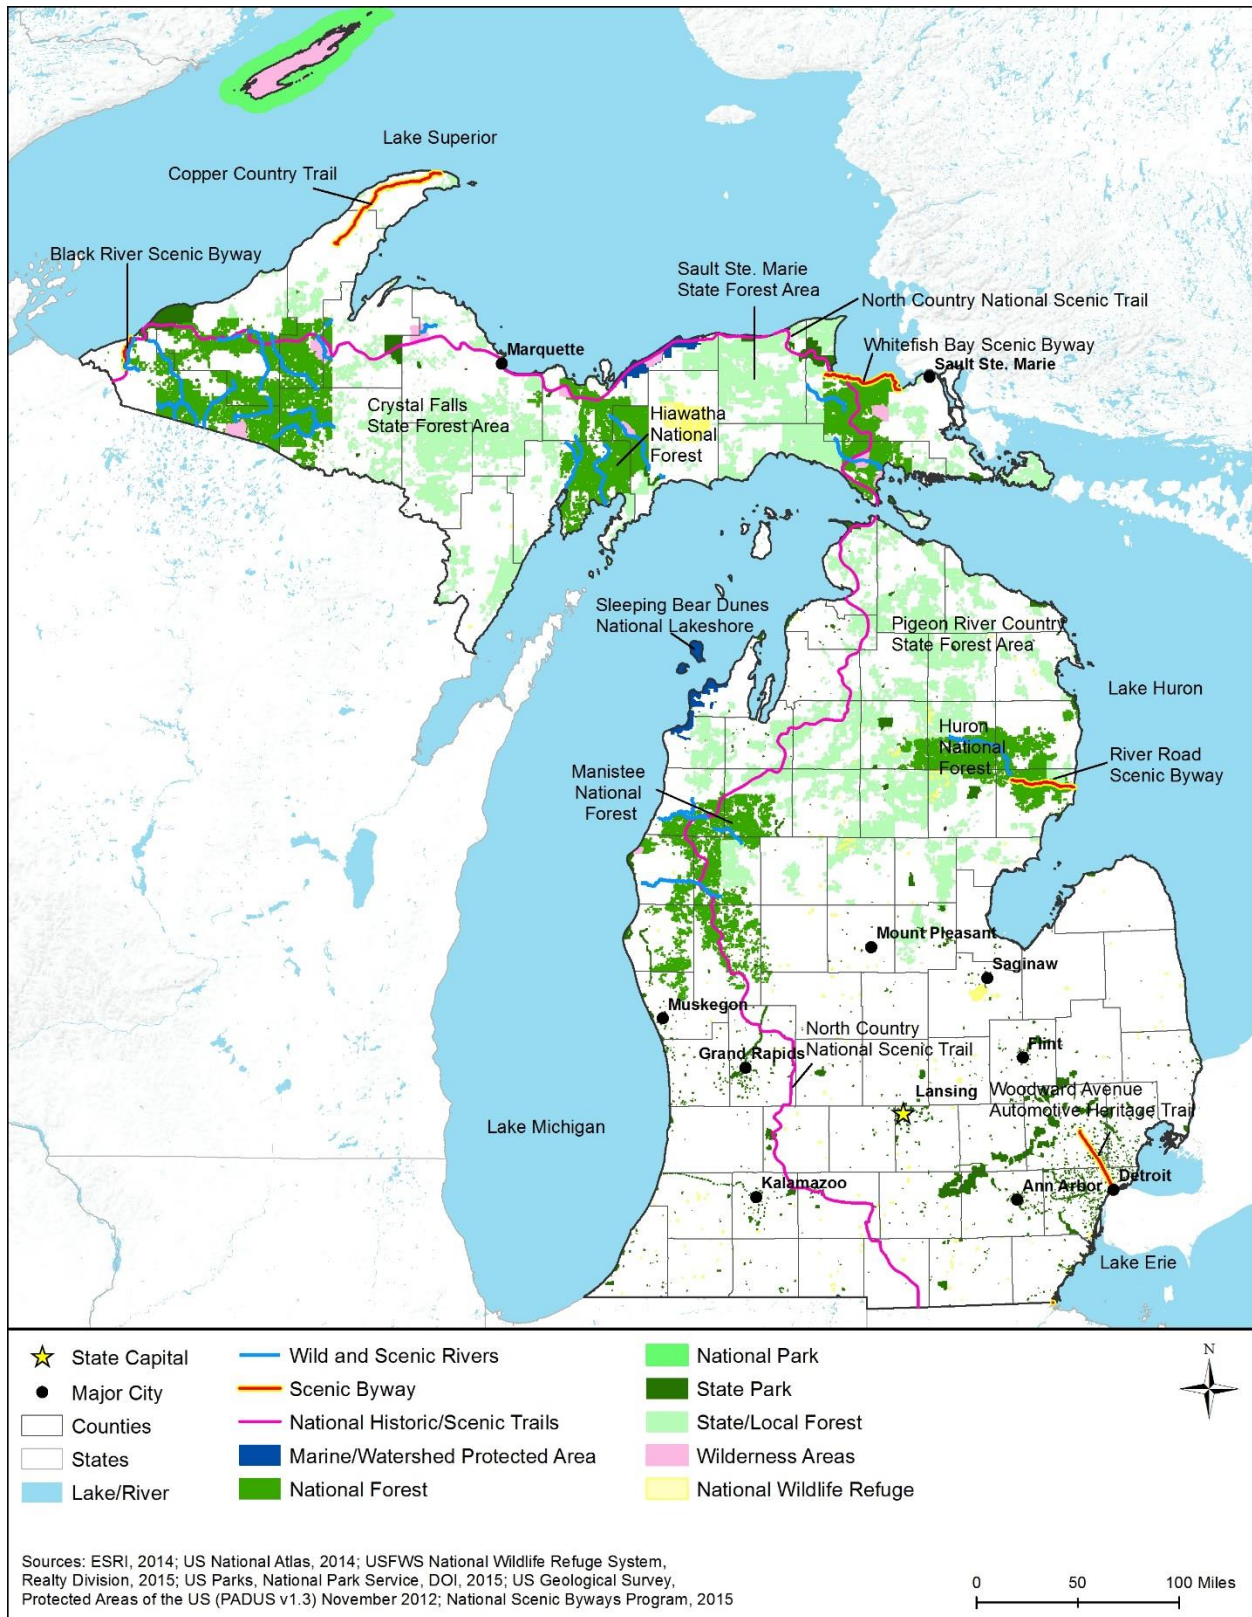 Lake Superior
Copper Country Trail
Black River Scenic Byway
Sault Ste. Marie
State Forest Area
North Country National Scenic Trail
Whitefish Bay Scenic Byway
Sault Ste. Marie
Marquette
Crystal Falls
State Forest Area
Hiawatha
National
Forest
Sleeping Bear Dunes
National Lakeshore
Pigeon River Country
State Forest Area
Lake Huron
Huron
National
Forest
River Road
Scenic Byway
Manistee
National
Forest
Mount Pleasant
Saginaw
Muskegon
North Country
National Scenic Trail
Flint
Grand Rapids
Lansing
Woodward Avenue
Automotive Heritage Trail
Lake Michigan
Kalamazoo
Ann Arbor
Detroit
Lake Erie
State Capital
Major City
Counties
States
Lake/River
Wild and Scenic Rivers
Scenic Byway
National Historic/Scenic Trails
Marine/Watershed Protected Area
National Forest
National Park
State Park
State/Local Forest
Wilderness Areas
National Wildlife Refuge
N
Sources: ESRI, 2014; US National Atlas, 2014; USFWS National Wildlife Refuge System,
Realty Division, 2015; US Parks, National Park Service, DOI, 2015; US Geological Survey,
Protected Areas of the US (PADUS v1.3) November 2012; National Scenic Byways Program, 2015
0 50 100 Miles